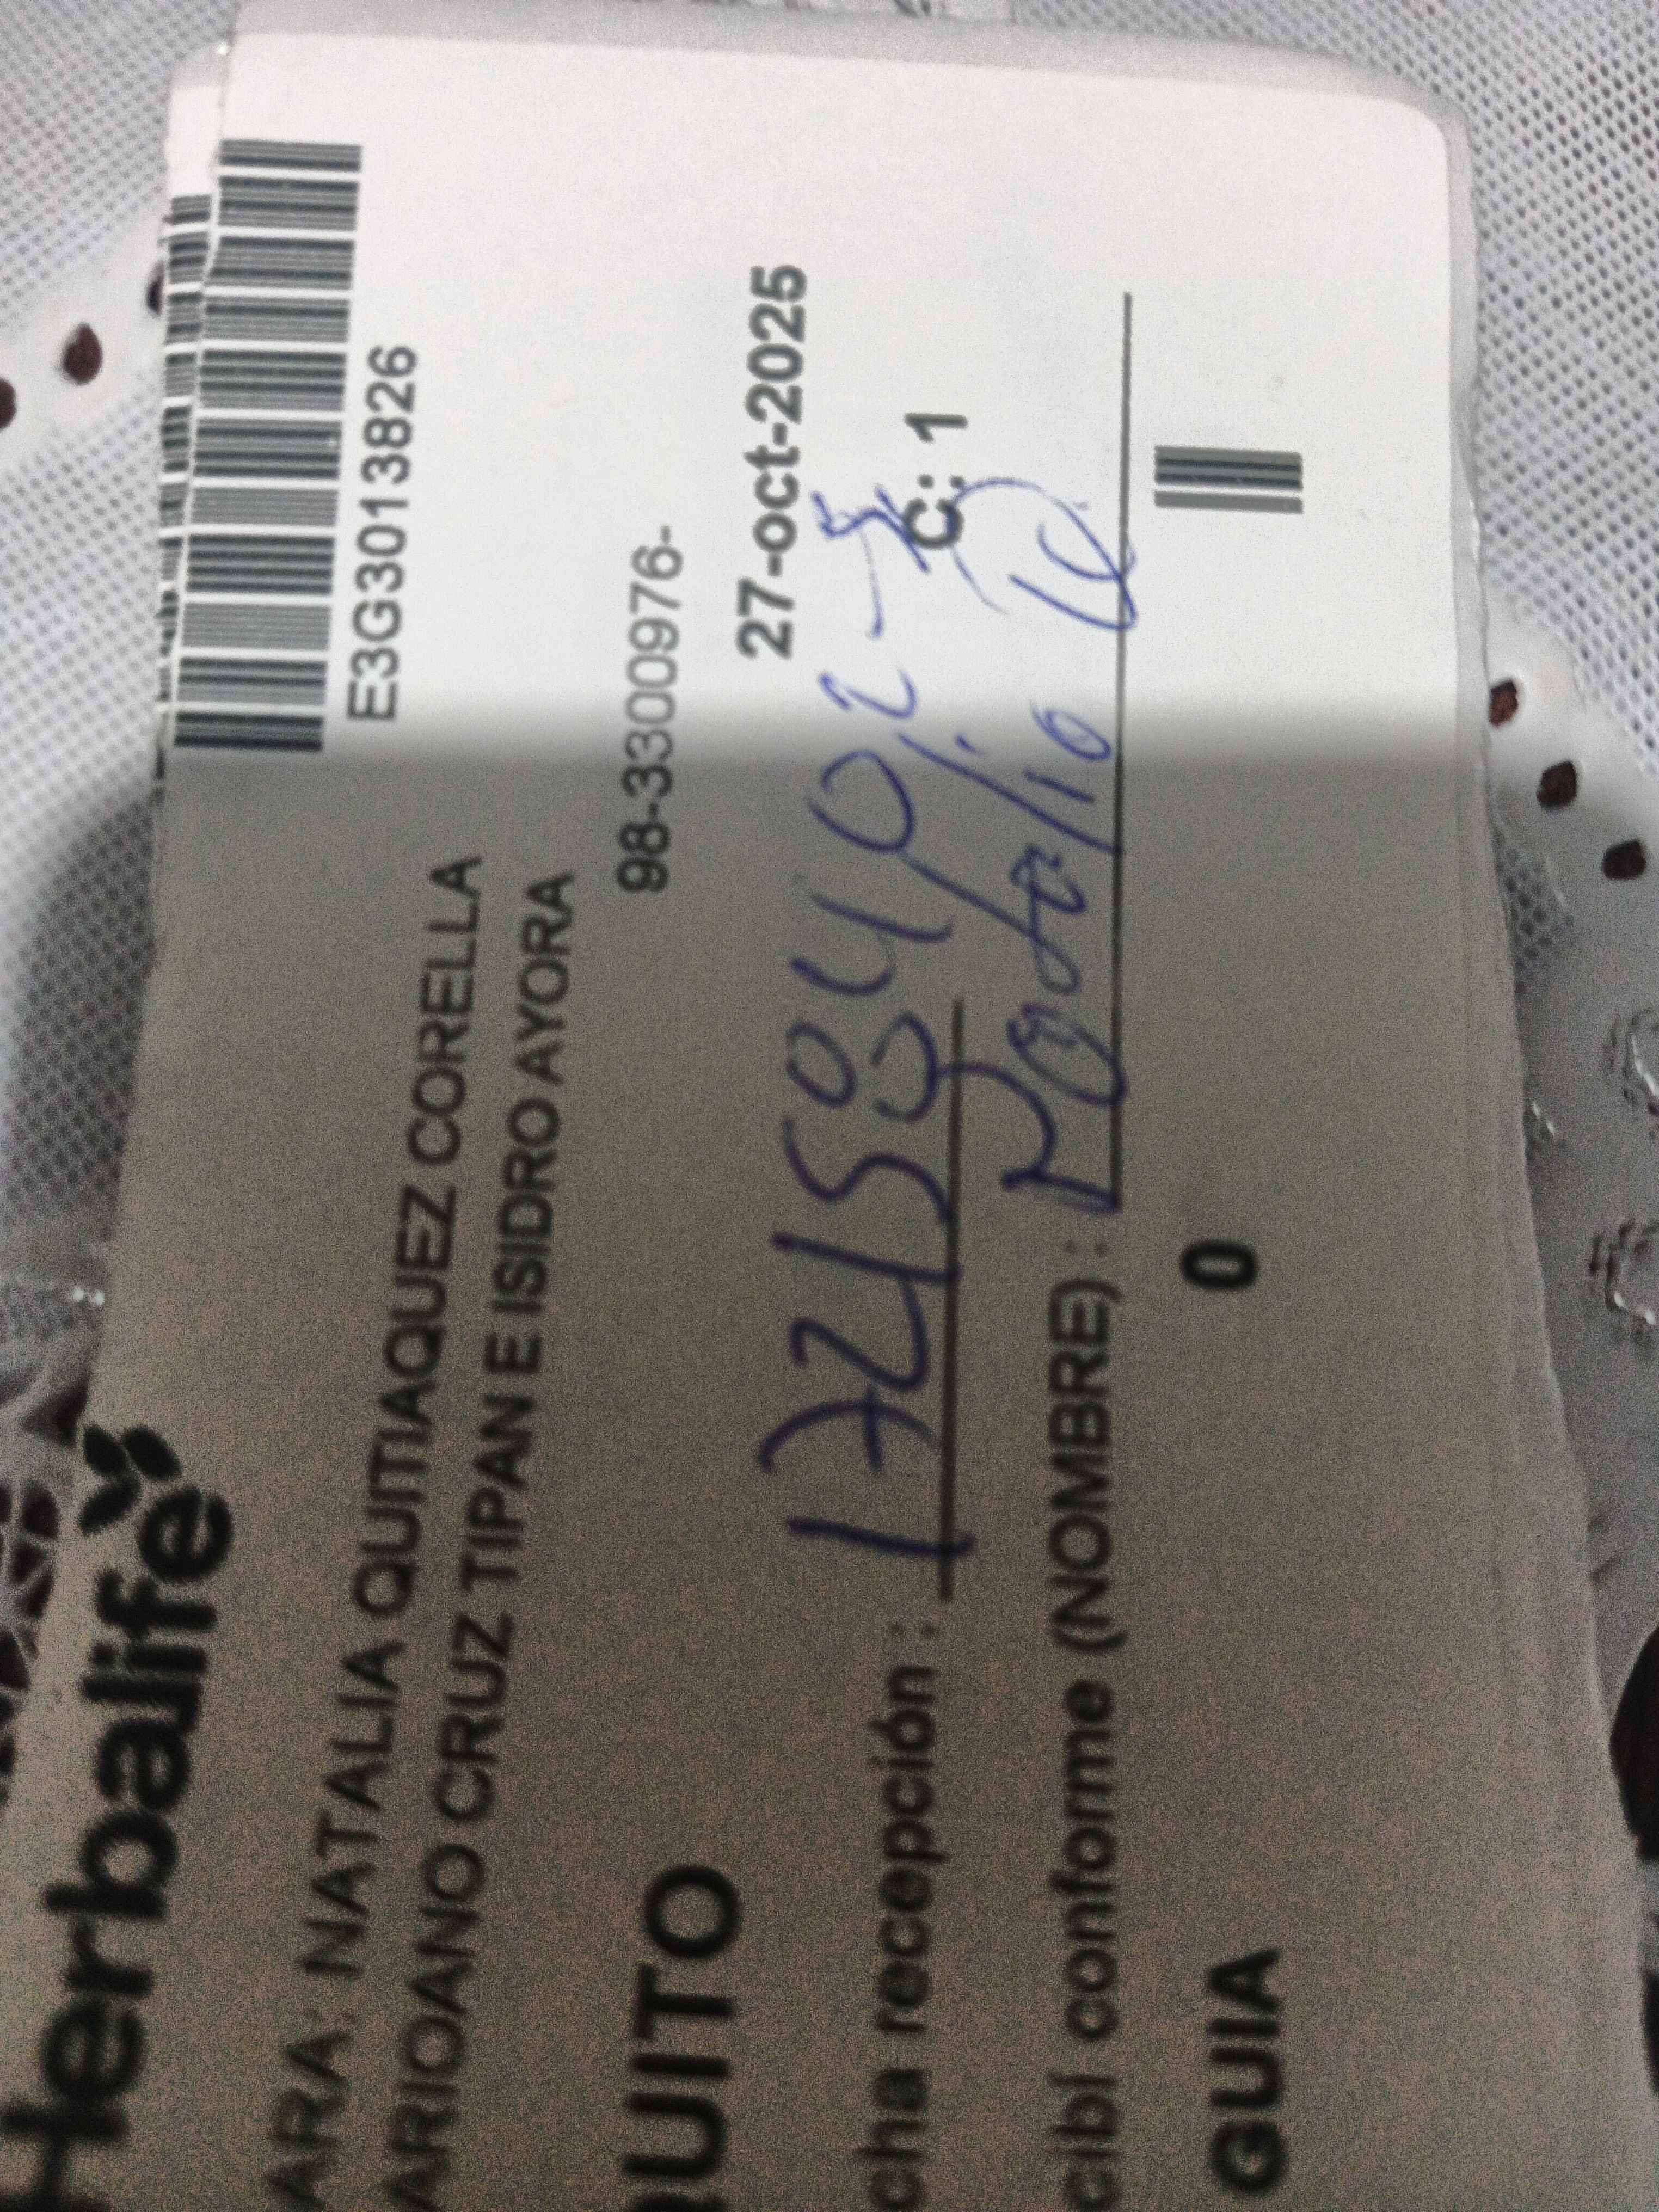 Herbalife
E3G3013826
ARA: NATALIA QUITIAQUEZ CORELLA
ARIOANO CRUZ TIPAN E ISIDRO AYORA
98-3300976-
UITO
27-oct-2025
cha recepción :
C: 1
cibí conforme (NOMBRE) :
GUIA
0